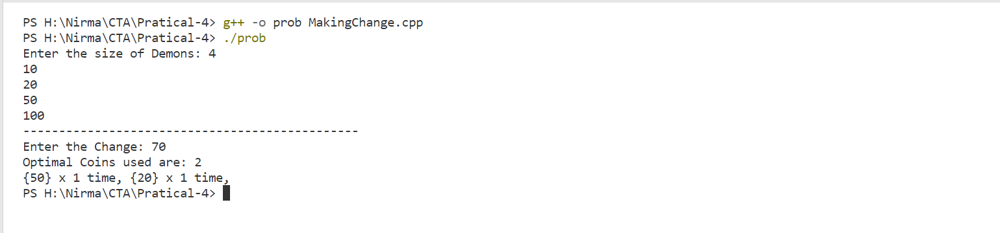 PS H:\Nirma\CTA\Pratical-4> g++ -o prob MakingChange.cpp
PS H:\Nirma\CTA\Pratical-4> ./prob
Enter the size of Demons: 4
10
20
50
100
-----------------------------------------------
Enter the Change: 70
Optimal Coins used are: 2
{50} x 1 time, {20} x 1 time,
PS H:\Nirma\CTA\Pratical-4>